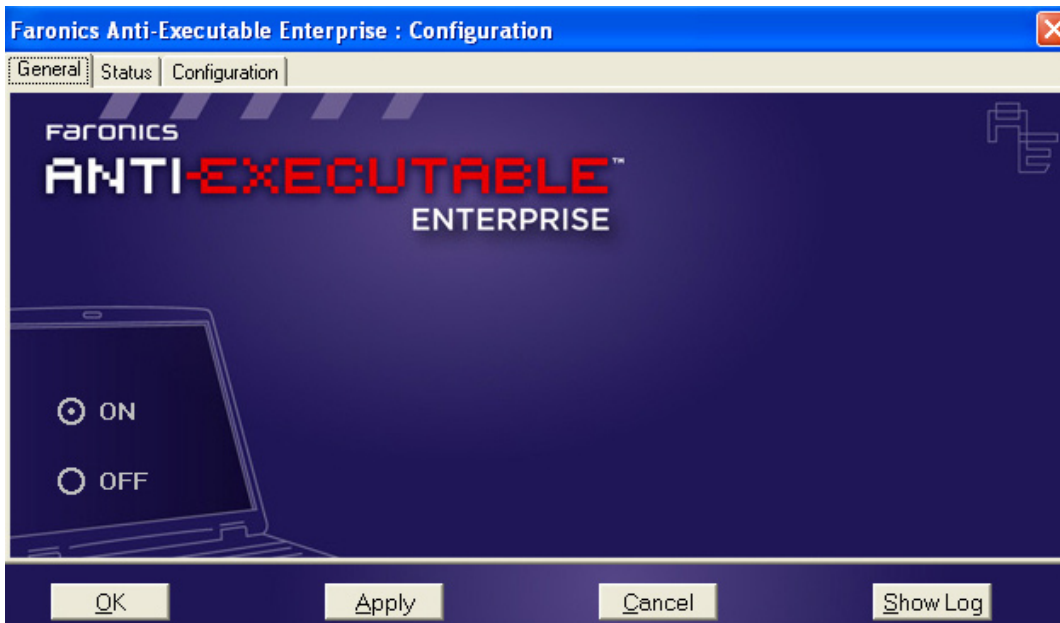 Faronics Anti-Executable Enterprise : Configuration
General Status Configuration
Faronics
ANTI-EXECUTABLE™
ENTERPRISE
AE
ON
OFF
OK Apply Cancel Show Log